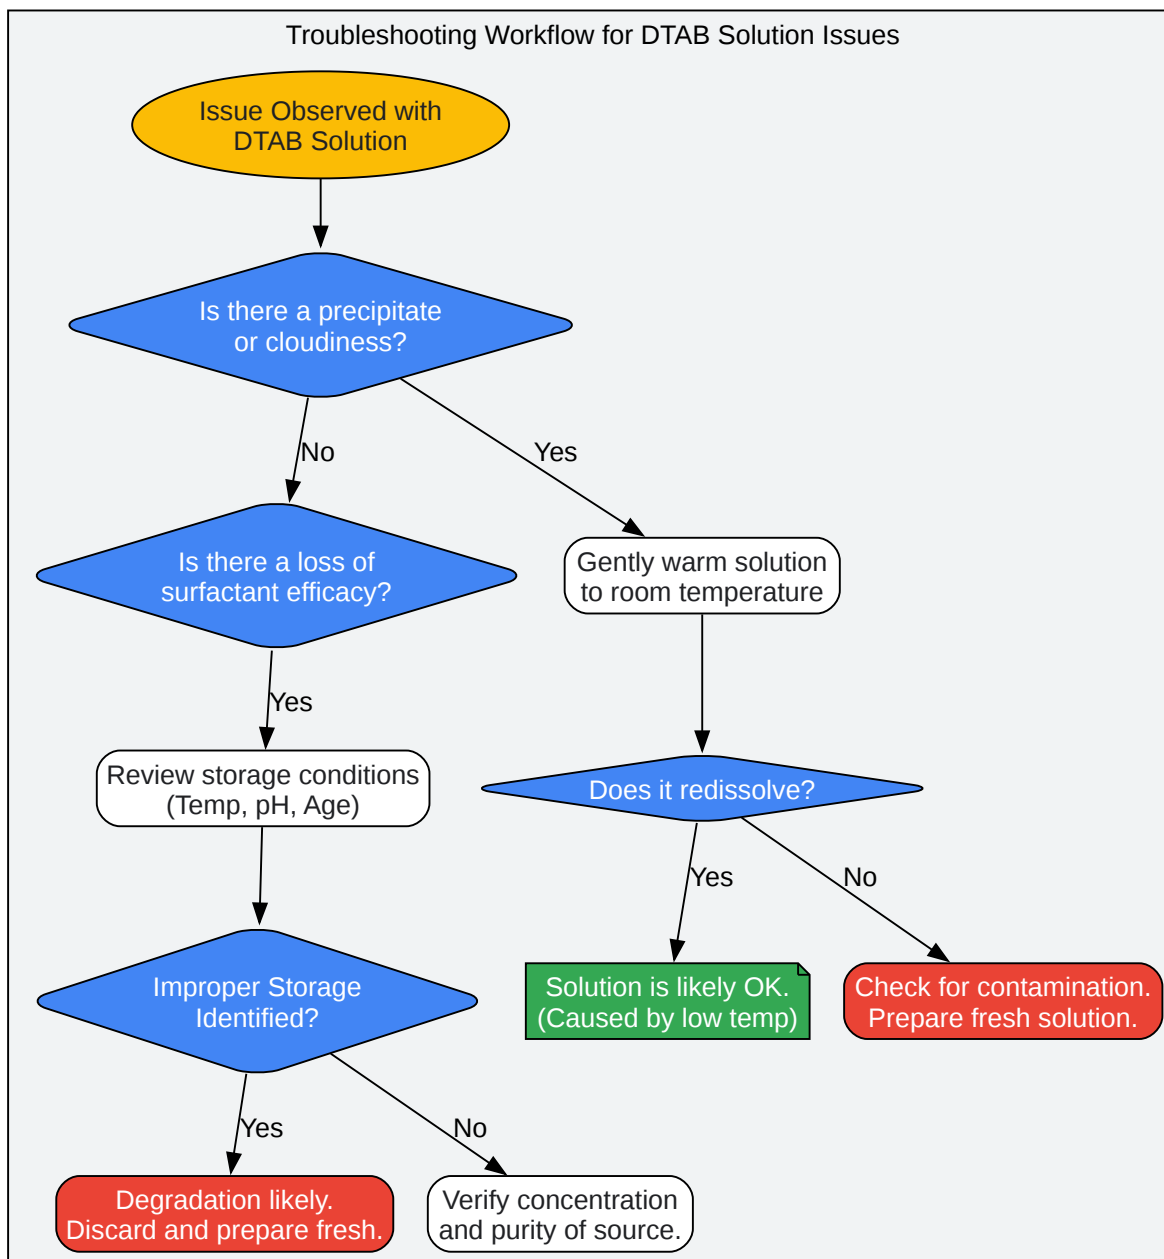 Troubleshooting Workflow for DTAB Solution Issues
Issue Observed with
DTAB Solution
Is there a precipitate
or cloudiness?
No
Yes
Is there a loss of
surfactant efficacy?
Gently warm solution
to room temperature
Yes
Review storage conditions
(Temp, pH, Age)
Does it redissolve?
Yes
No
Improper Storage
Identified?
Solution is likely OK.
(Caused by low temp)
Check for contamination.
Prepare fresh solution.
Yes
No
Degradation likely.
Discard and prepare fresh.
Verify concentration
and purity of source.